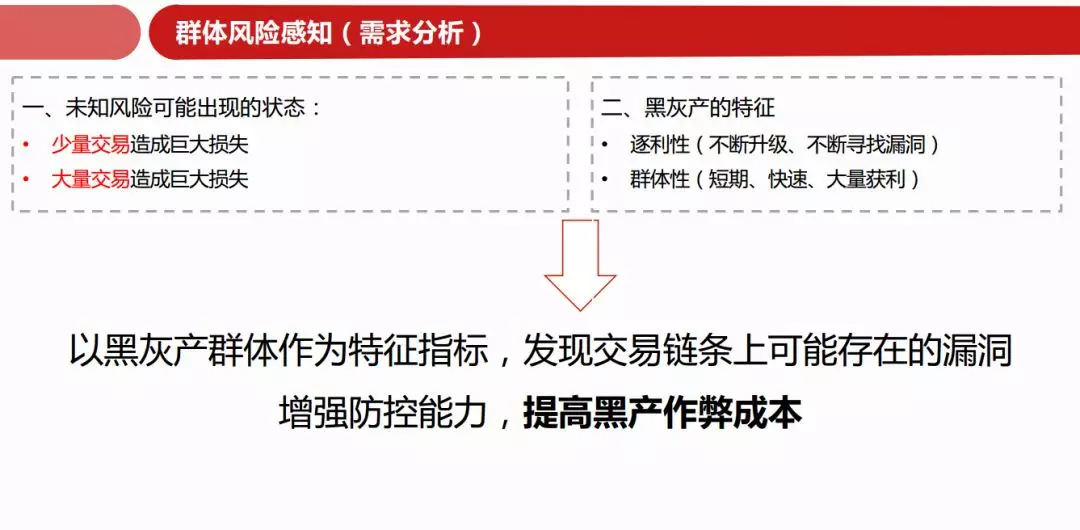 群体风险感知（需求分析）
一、未知风险可能出现的状态：
• 少量交易造成巨大损失
• 大量交易造成巨大损失
二、黑灰产的特征
• 逐利性（不断升级、不断寻找漏洞）
• 群体性（短期、快速、大量获利）
以黑灰产群体作为特征指标，发现交易链条上可能存在的漏洞
增强防控能力，提高黑产作弊成本